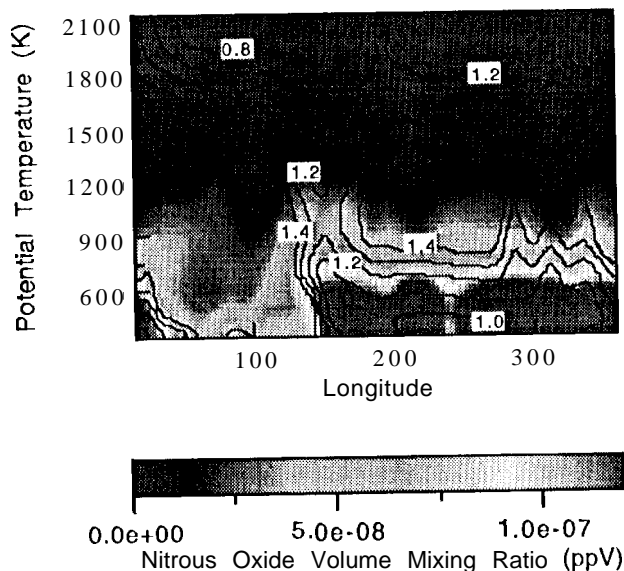 2100
1800
1500
1200
900
600
Potential Temperature (K)
0.8
1.2
1.2
1.4
1.4
1.2
1.0
100
200
300
Longitude
0.0e+00
5.0e-08
1.0e-07
Nitrous Oxide Volume Mixing Ratio (ppV)